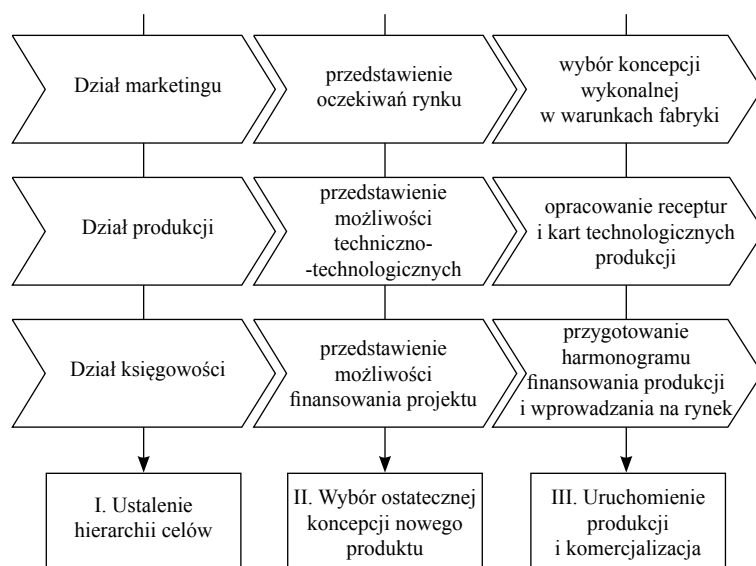 Dział marketingu
przedstawienie
oczekiwań rynku
wybór koncepcji
wykonalnej
w warunkach fabryki
Dział produkcji
przedstawienie
możliwości
techniczno-
-technologicznych
opracowanie receptur
i kart technologicznych
produkcji
Dział księgowości
przedstawienie
możliwości
finansowania projektu
przygotowanie
harmonogramu
finansowania produkcji
i wprowadzania na rynek
I. Ustalenie
hierarchii celów
II. Wybór ostatecznej
koncepcji nowego
produktu
III. Uruchomienie
produkcji
i komercjalizacja